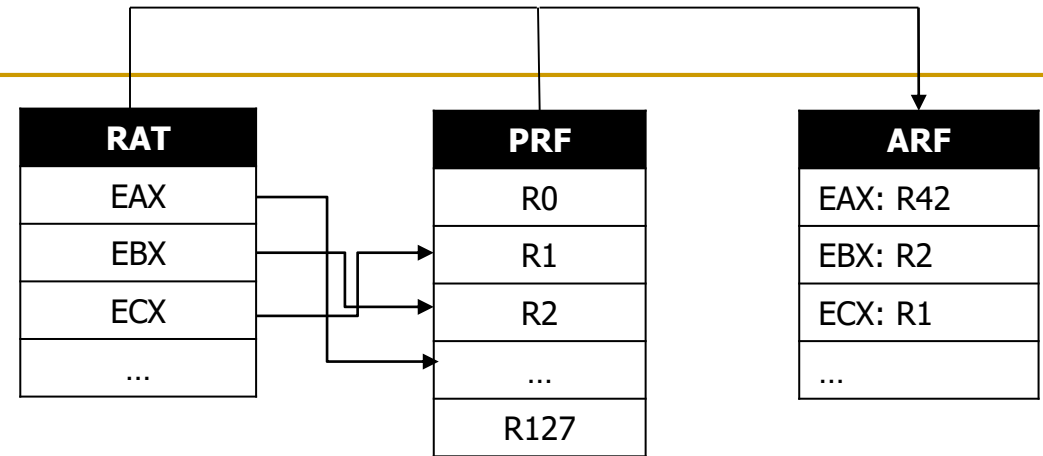 RAT
EAX
EBX
ECX
...
PRF
R0
R1
R2
...
R127
ARF
EAX: R42
EBX: R2
ECX: R1
...